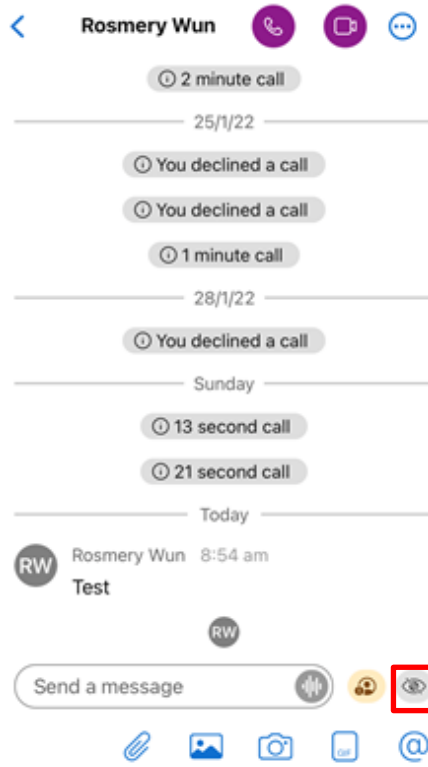 Rosmery Wun
2 minute call
25/1/22
You declined a call
You declined a call
1 minute call
28/1/22
You declined a call
Sunday
13 second call
21 second call
Today
RW
Rosmery Wun 8:54 am
Test
RW
Send a message
GIF
@